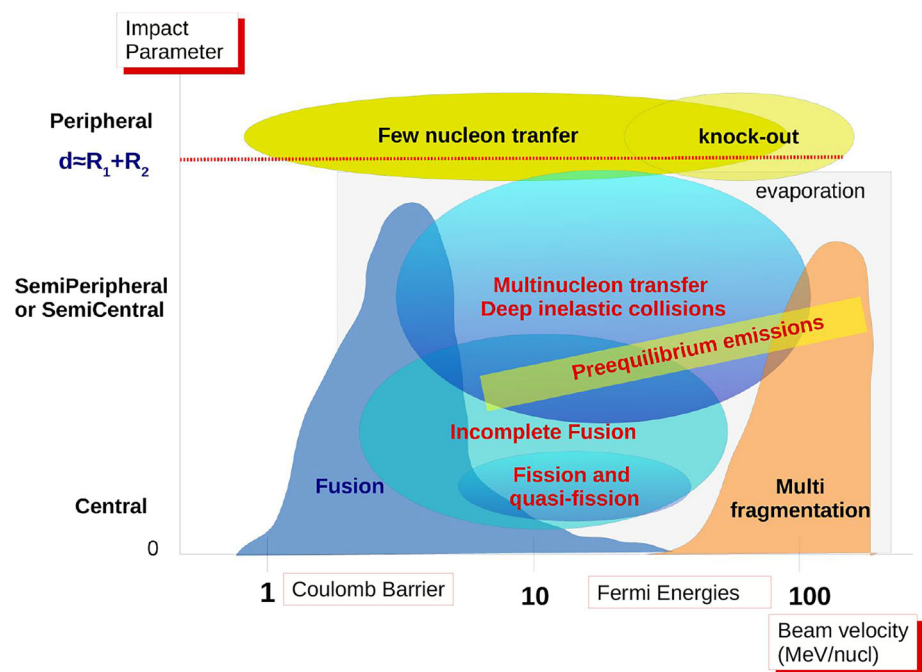 Impact
Parameter
Peripheral
Few nucleon tranfer
knock-out
d≈R₁+R₂
evaporation
SemiPeripheral
or SemiCentral
Multinucleon transfer
Deep inelastic collisions
Preequilibrium emissions
Incomplete Fusion
Fission and
quasi-fission
Fusion
Central
Multi
fragmentation
0
1
Coulomb Barrier
10
Fermi Energies
100
Beam velocity
(MeV/nucl)